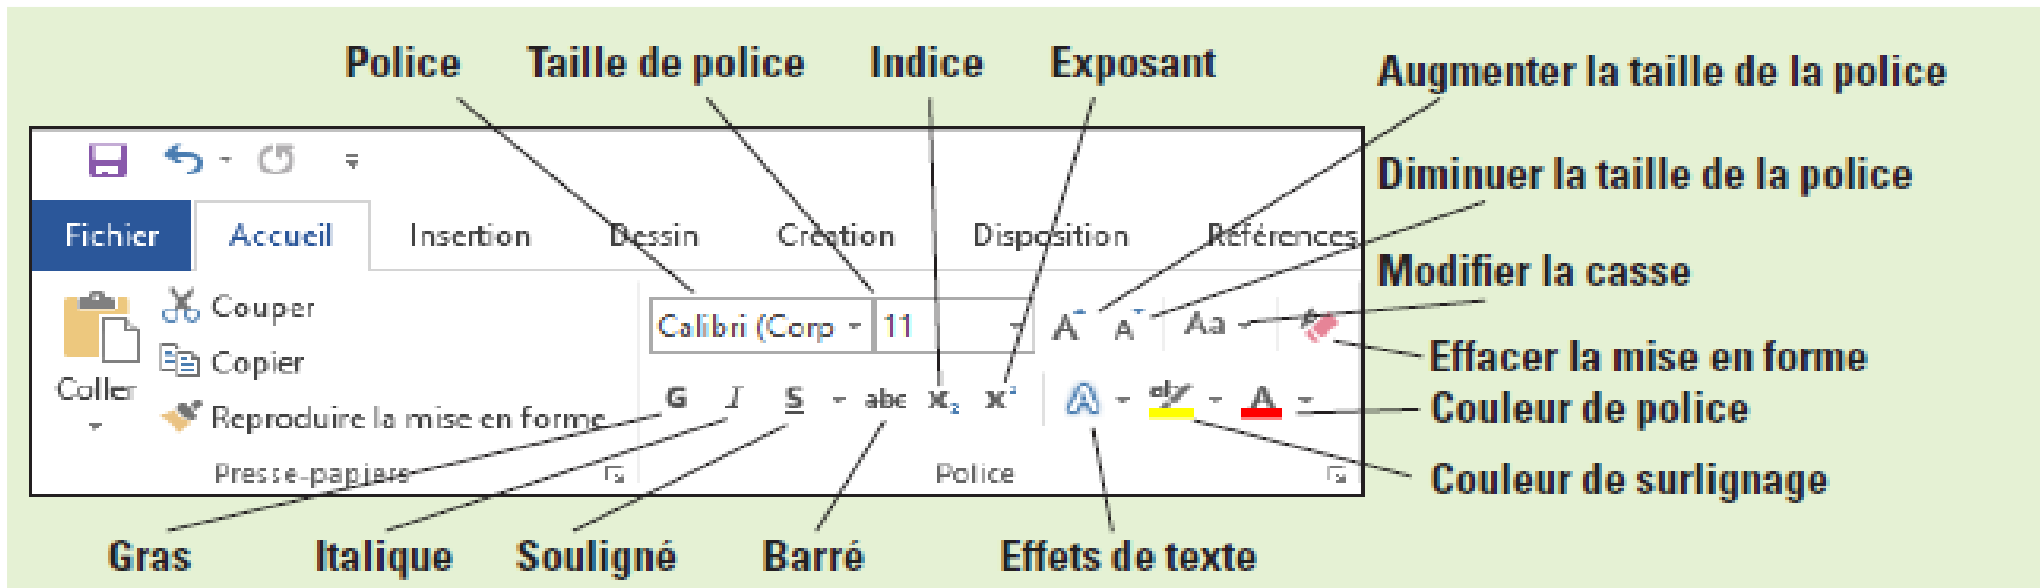 Police Taille de police Indice Exposant Augmenter la taille de la police
Diminuer la taille de la police
Fichier Accueil Insertion Dessin Création Disposition Références
Modifier la casse
Couper
Calibri (Corp 11 A A Aa
Effacer la mise en forme
Copier
Coller
G I S abc x₂ x² A aby A
Couleur de police
Reproduire la mise en forme
Presse-papiers Police
Couleur de surlignage
Gras Italique Souligné Barré Effets de texte